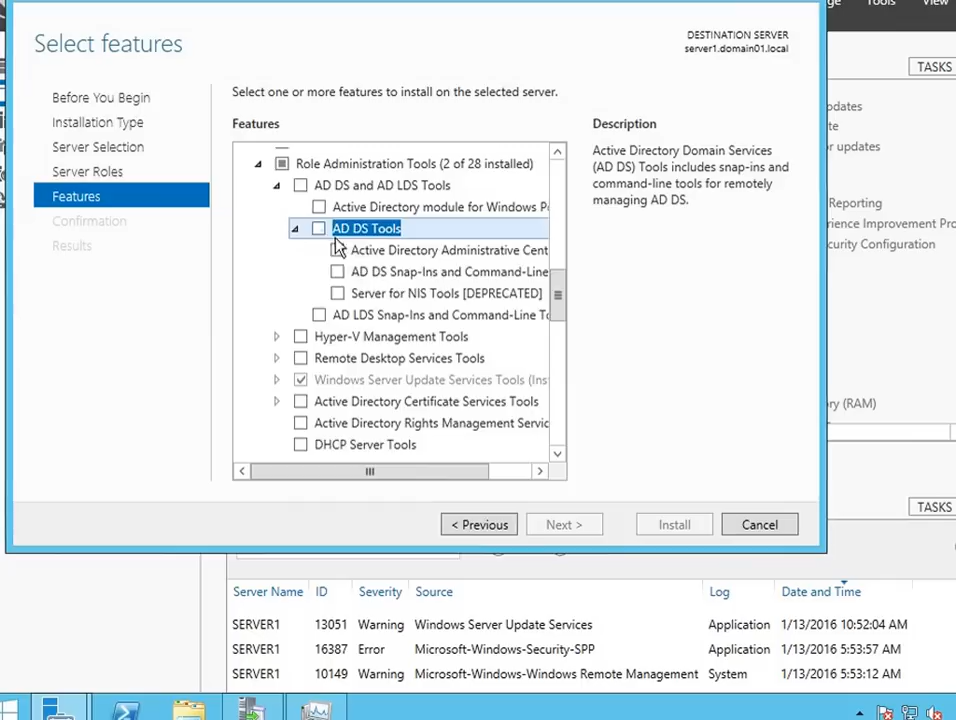 Tools
View
Select features
DESTINATION SERVER
server1.domain01.local
TASKS
Before You Begin
Installation Type
Server Selection
Server Roles
Features
Confirmation
Results
Select one or more features to install on the selected server.
Features
Role Administration Tools (2 of 28 installed)
AD DS and AD LDS Tools
Active Directory module for Windows
AD DS Tools
Active Directory Administrative Cent
AD DS Snap-Ins and Command-Line
Server for NIS Tools [DEPRECATED]
AD LDS Snap-Ins and Command-Line
Hyper-V Management Tools
Remote Desktop Services Tools
Windows Server Update Services Tools (Ins
Active Directory Certificate Services Tools
Active Directory Rights Management Servic
DHCP Server Tools
Description
Active Directory Domain Services
(AD DS) Tools includes snap-ins and
command-line tools for remotely
managing AD DS.
pdates
te
r updates
Reporting
erience Improvement Pro
curity Configuration
ry (RAM)
< Previous
Next >
Install
Cancel
TASKS
Server Name ID Severity Source Log Date and Time
SERVER1 13051 Warning Windows Server Update Services Application 1/13/2016 10:52:04 AM
SERVER1 16387 Error Microsoft-Windows-Security-SPP Application 1/13/2016 5:53:57 AM
SERVER1 10149 Warning Microsoft-Windows-Windows Remote Management System 1/13/2016 5:53:12 AM